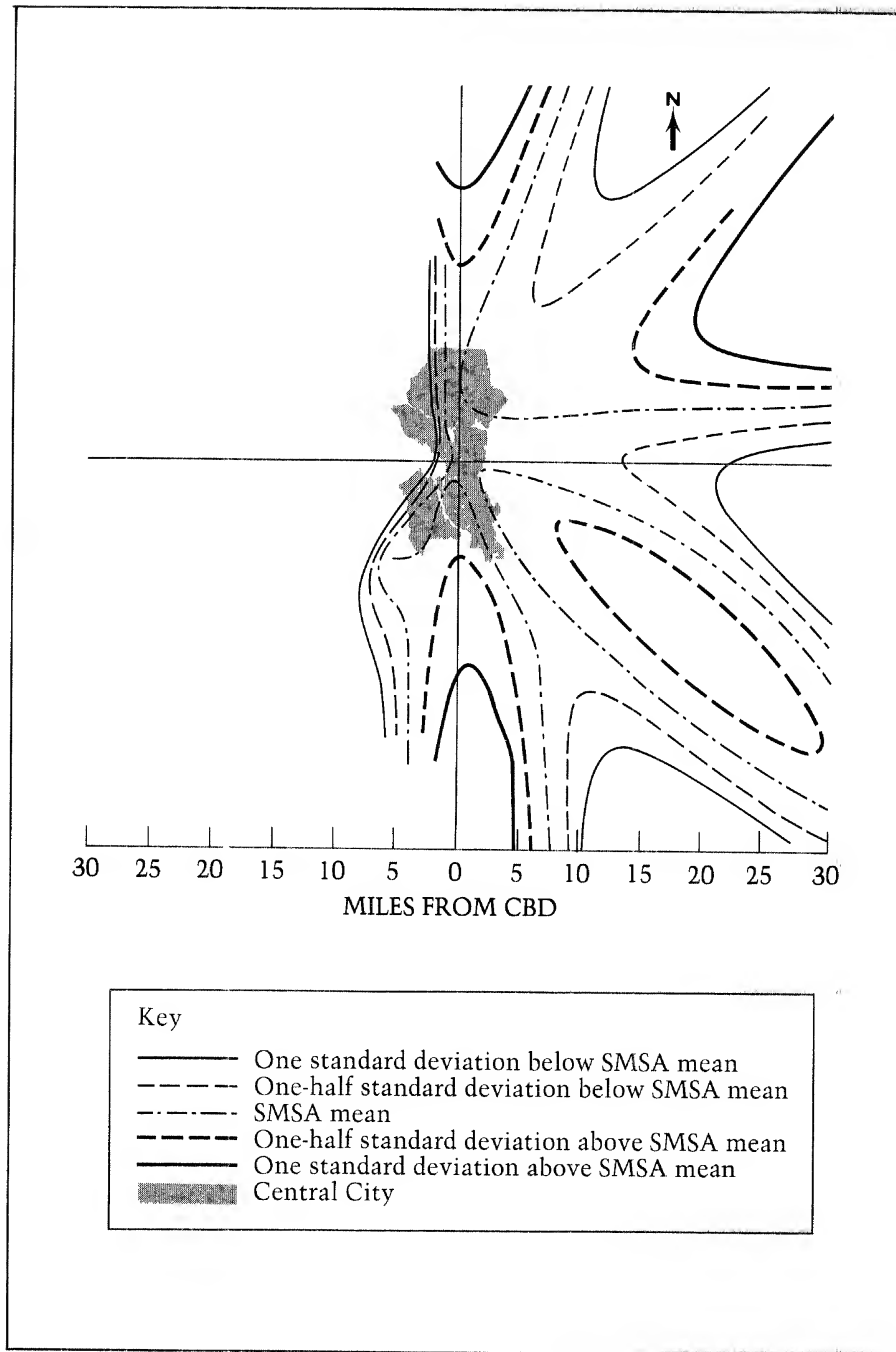 N
30 25 20 15 10 5 0 5 10 15 20 25 30
MILES FROM CBD
Key
One standard deviation below SMSA mean
One-half standard deviation below SMSA mean
SMSA mean
One-half standard deviation above SMSA mean
One standard deviation above SMSA mean
Central City